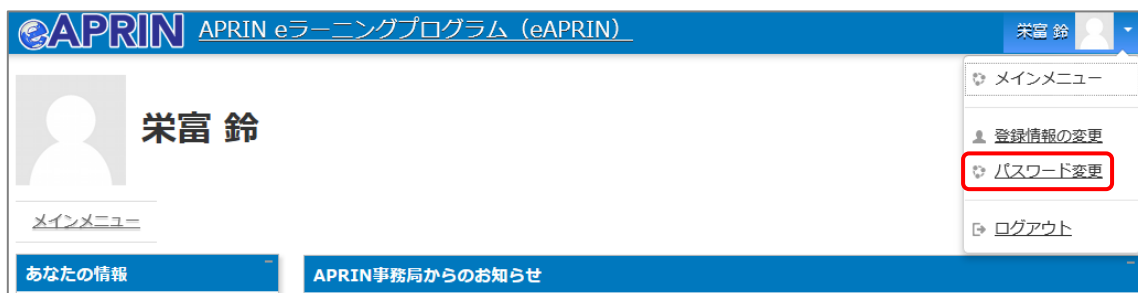 eAPRIN APRIN eラーニングプログラム（eAPRIN） 栄富 鈴
メインメニュー
栄富 鈴
登録情報の変更
パスワード変更
メインメニュー
ログアウト
あなたの情報
APRIN事務局からのお知らせ